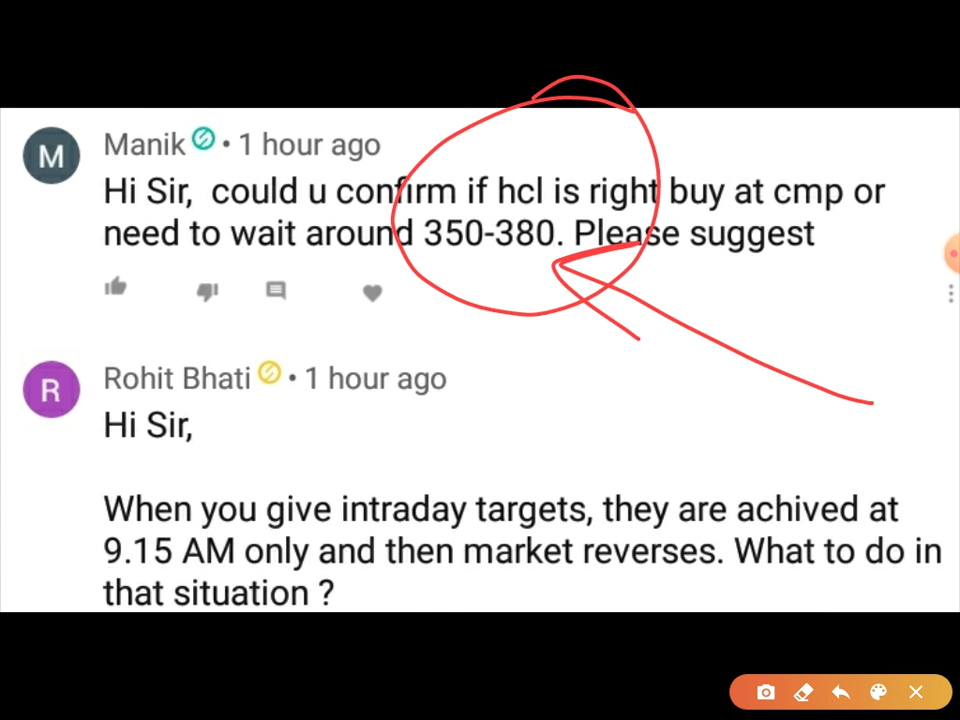 M
Manik • 1 hour ago
Hi Sir, could u confirm if hcl is right buy at cmp or
need to wait around 350-380. Please suggest
R
Rohit Bhati • 1 hour ago
Hi Sir,
When you give intraday targets, they are achived at
9.15 AM only and then market reverses. What to do in
that situation ?